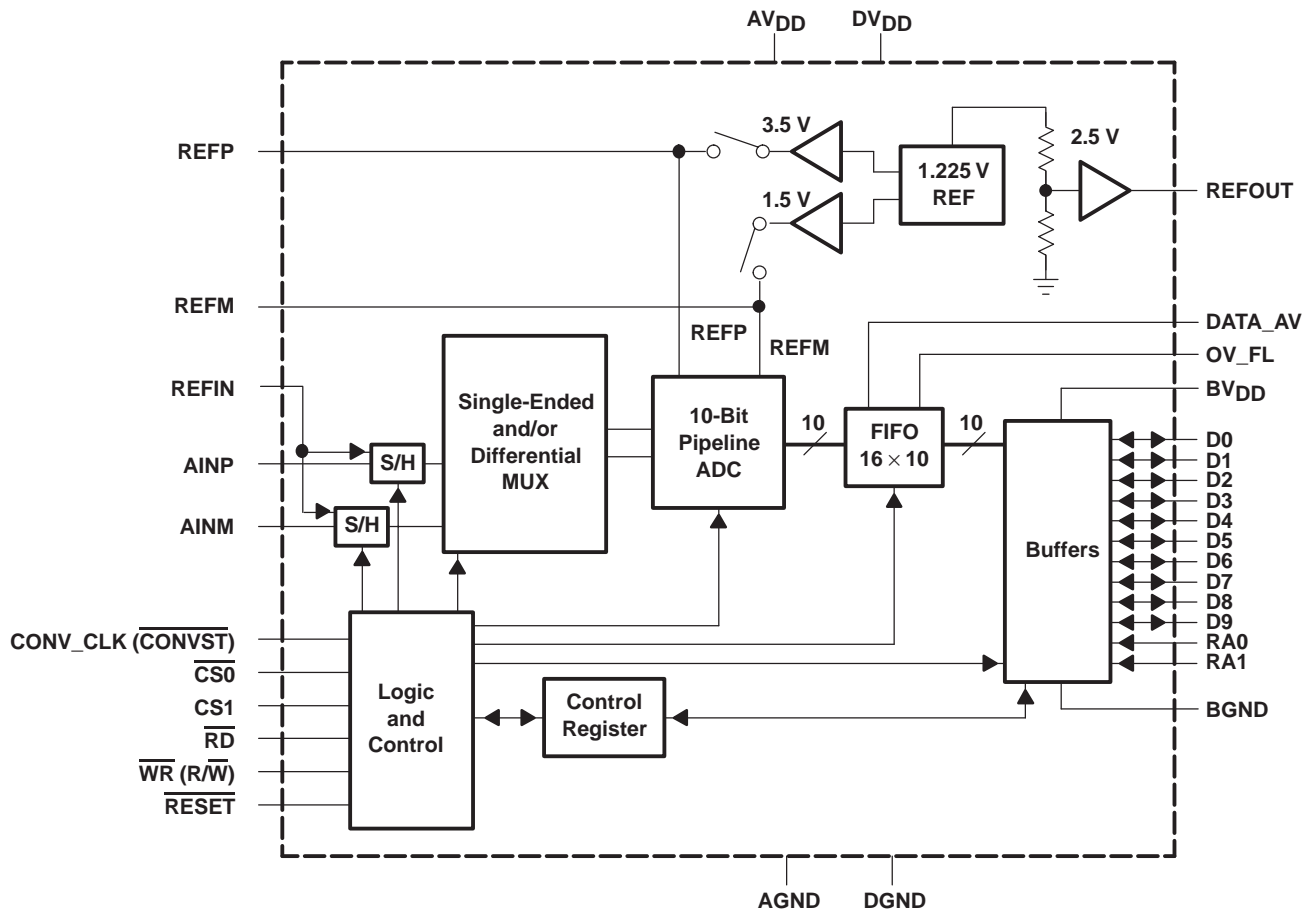 AVDD
DVDD
3.5 V
2.5 V
REFP
1.225 V
REF
REFOUT
1.5 V
REFM
DATA_AV
REFP
REFM
OV_FL
REFIN
BVDD
Single-Ended
and/or
Differential
MUX
10-Bit
Pipeline
ADC
10
FIFO
16 × 10
10
D0
D1
D2
D3
D4
D5
D6
D7
D8
D9
RA0
RA1
AINP
S/H
AINM
S/H
Buffers
CONV_CLK (CONVST)
CS0
CS1
RD
WR (R/W)
RESET
Logic
and
Control
Control
Register
BGND
AGND
DGND